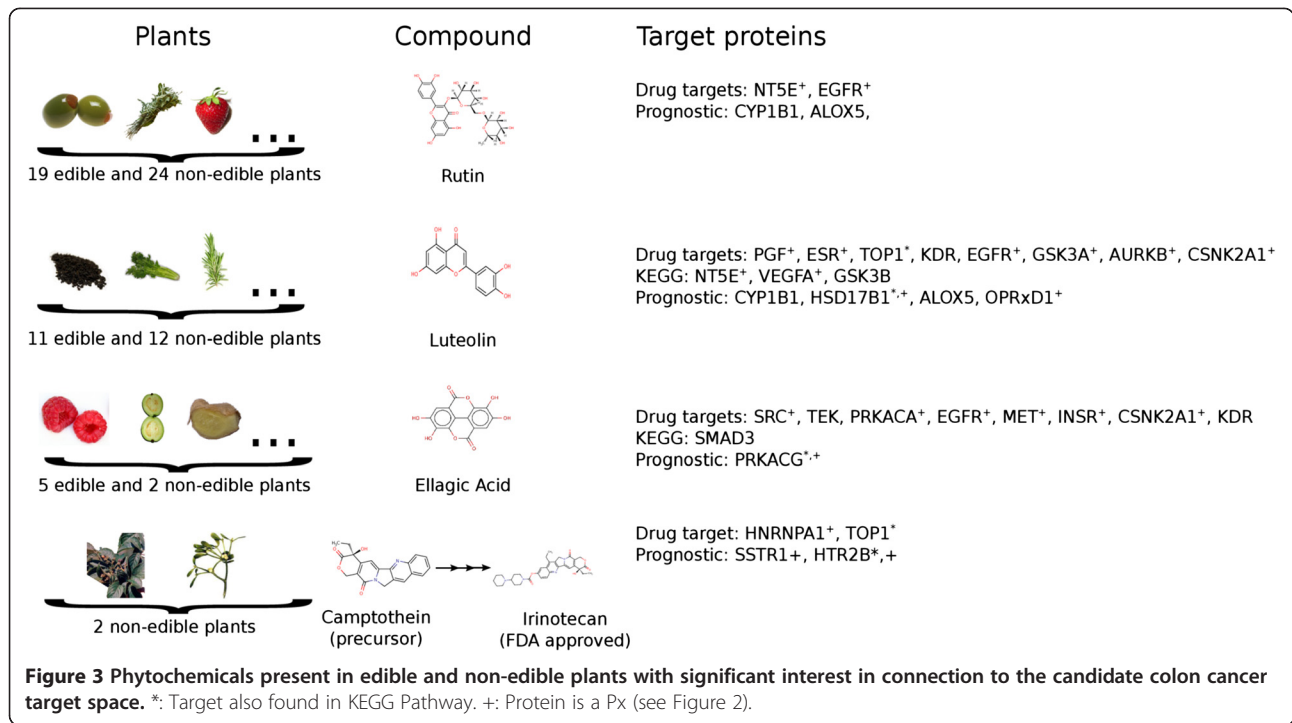 Plants Compound Target proteins
Drug targets: NT5E⁺, EGFR⁺
Prognostic: CYP1B1, ALOX5,
...
19 edible and 24 non-edible plants
Rutin
Drug targets: PGF⁺, ESR⁺, TOP1*, KDR, EGFR⁺, GSK3A⁺, AURKB⁺, CSNK2A1⁺
KEGG: NT5E⁺, VEGFA⁺, GSK3B
Prognostic: CYP1B1, HSD17B1*,⁺, ALOX5, OPRxD1⁺
...
11 edible and 12 non-edible plants
Luteolin
Drug targets: SRC⁺, TEK, PRKACA⁺, EGFR⁺, MET⁺, INSR⁺, CSNK2A1⁺, KDR
KEGG: SMAD3
Prognostic: PRKACG*,⁺
...
5 edible and 2 non-edible plants
Ellagic Acid
Drug target: HNRNPA1⁺, TOP1*
Prognostic: SSTR1+, HTR2B*,+
2 non-edible plants
Camptothein
(precursor)
Irinotecan
(FDA approved)
Figure 3 Phytochemicals present in edible and non-edible plants with significant interest in connection to the candidate colon cancer
target space. *: Target also found in KEGG Pathway. +: Protein is a Px (see Figure 2).